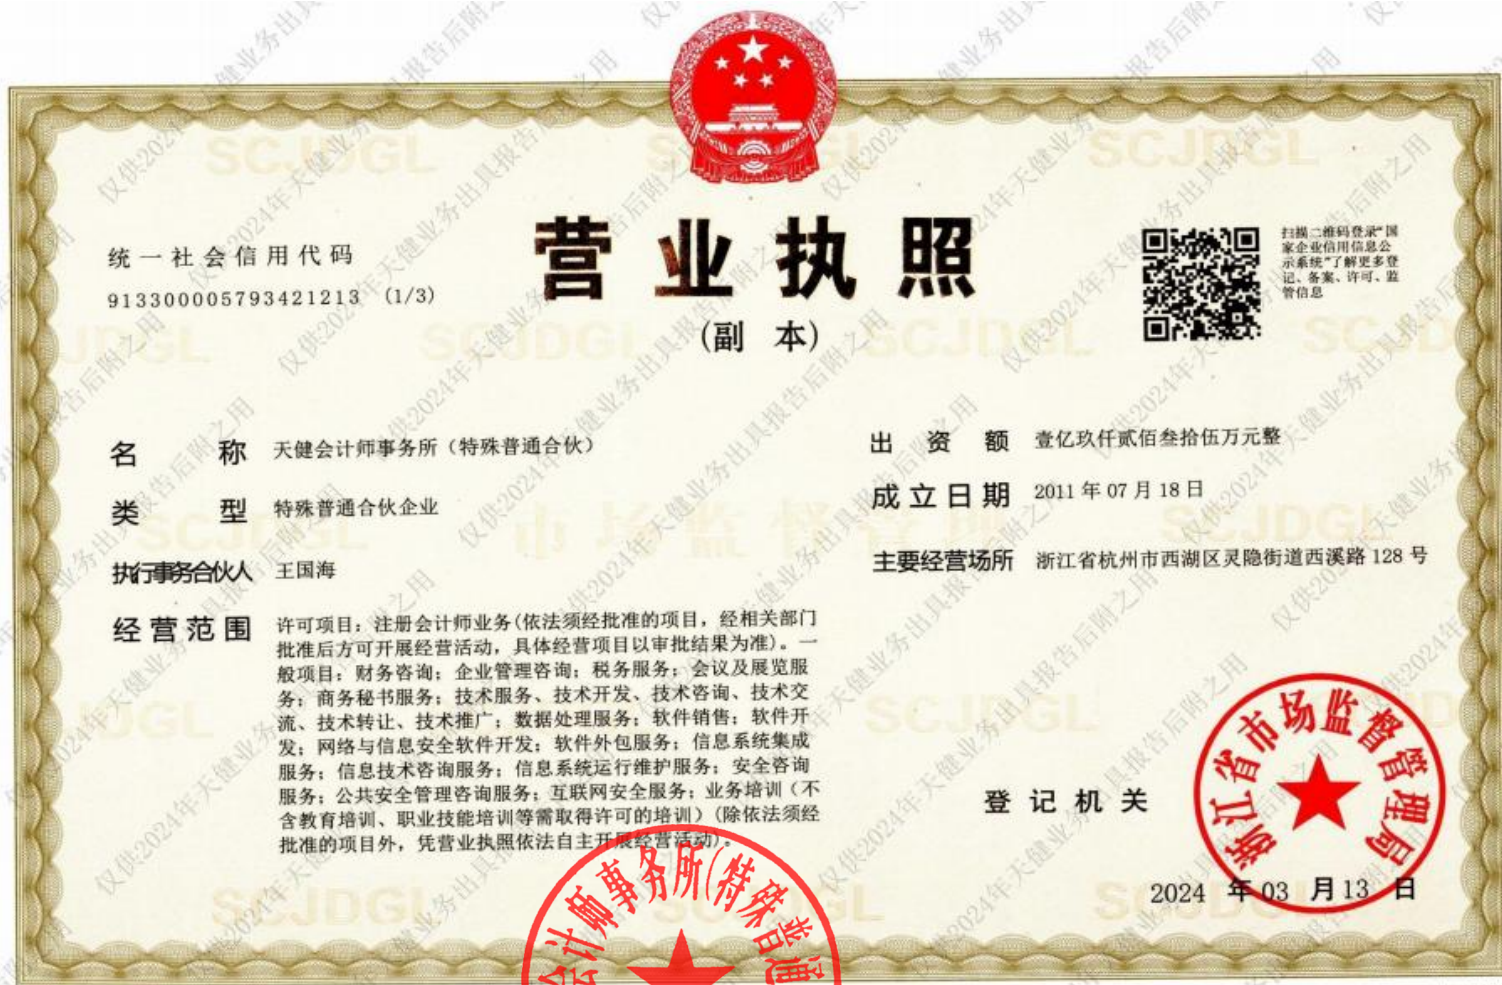 营业执照
(副 本)
统一社会信用代码
913300005793421213 (1/3)
扫描二维码登录“国
家企业信用信息公
示系统”了解更多登
记、备案、许可、监
管信息
名 称 天健会计师事务所（特殊普通合伙）
类 型 特殊普通合伙企业
执行事务合伙人 王国海
经营范围 许可项目：注册会计师业务(依法须经批准的项目，经相关部门
批准后方可开展经营活动，具体经营项目以审批结果为准)。一
般项目：财务咨询；企业管理咨询；税务服务；会议及展览服
务；商务秘书服务；技术服务、技术开发、技术咨询、技术交
流、技术转让、技术推广；数据处理服务；软件销售；软件开
发；网络与信息安全软件开发；软件外包服务；信息系统集成
服务；信息技术咨询服务；信息系统运行维护服务；安全咨询
服务；公共安全管理咨询服务；互联网安全服务；业务培训（不
含教育培训、职业技能培训等需取得许可的培训）(除依法须经
批准的项目外，凭营业执照依法自主开展经营活动)。
出资额 壹亿玖仟贰佰叁拾伍万元整
成立日期 2011年07月18日
主要经营场所 浙江省杭州市西湖区灵隐街道西溪路128号
登记机关
浙江省市场监督管理局
2024 年 03 月 13 日
会计师事务所(特殊普通
仅供2024年天健业务出具报告后附之用
SCJDGL
市场监督管理